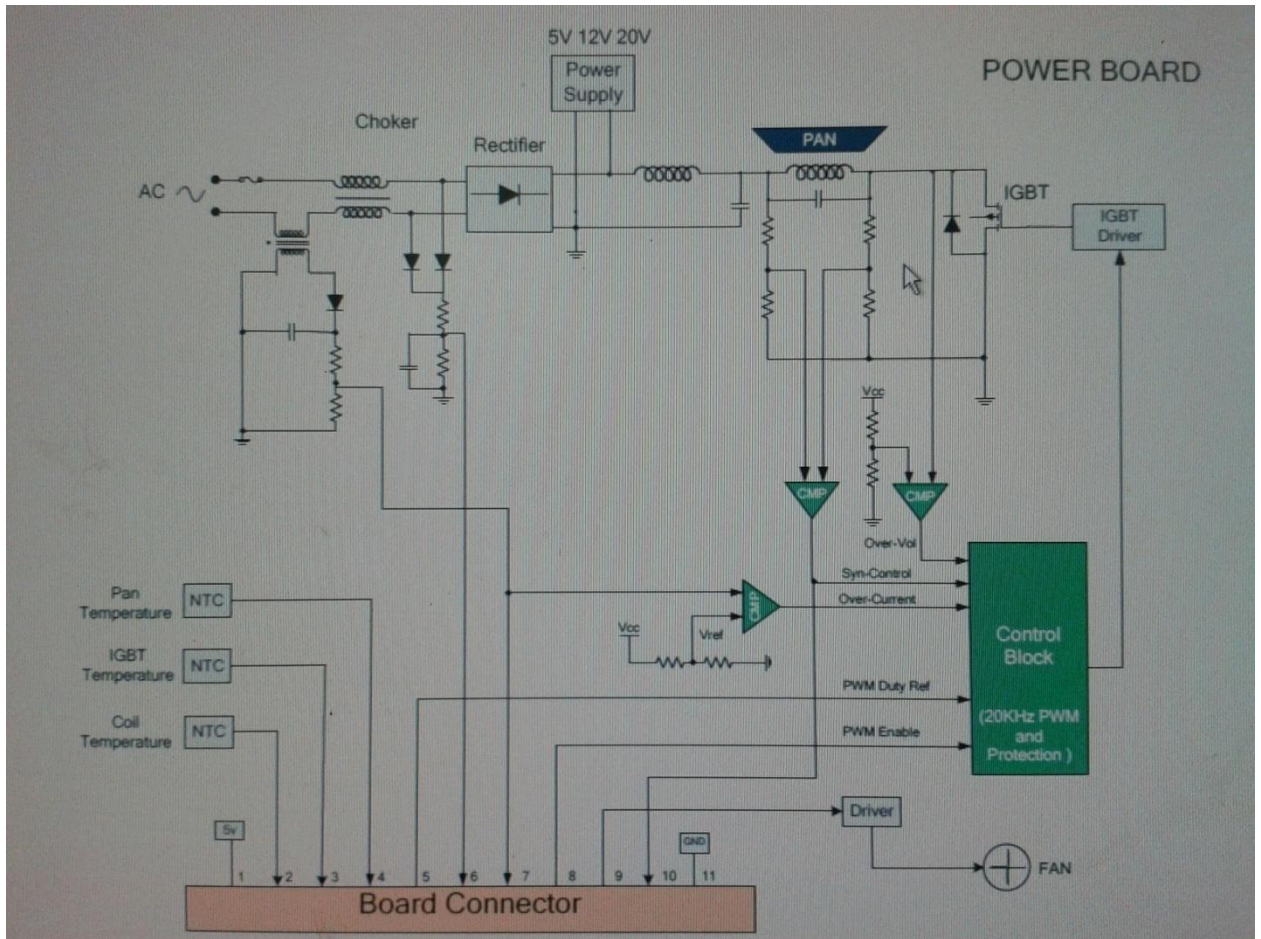 5V 12V 20V
Power
Supply
POWER BOARD
Choker
Rectifier
PAN
AC
IGBT
IGBT
Driver
Vcc
CMP
CMP
Over-Vol
Syn-Control
Over-Current
CMP
Vcc
Vref
Pan
Temperature
NTC
IGBT
Temperature
NTC
Coil
Temperature
NTC
Control
Block
(20KHz PWM
and
Protection )
PWM Duty Ref
PWM Enable
Driver
FAN
5v
GND
1 2 3 4 5 6 7 8 9 10 11
Board Connector